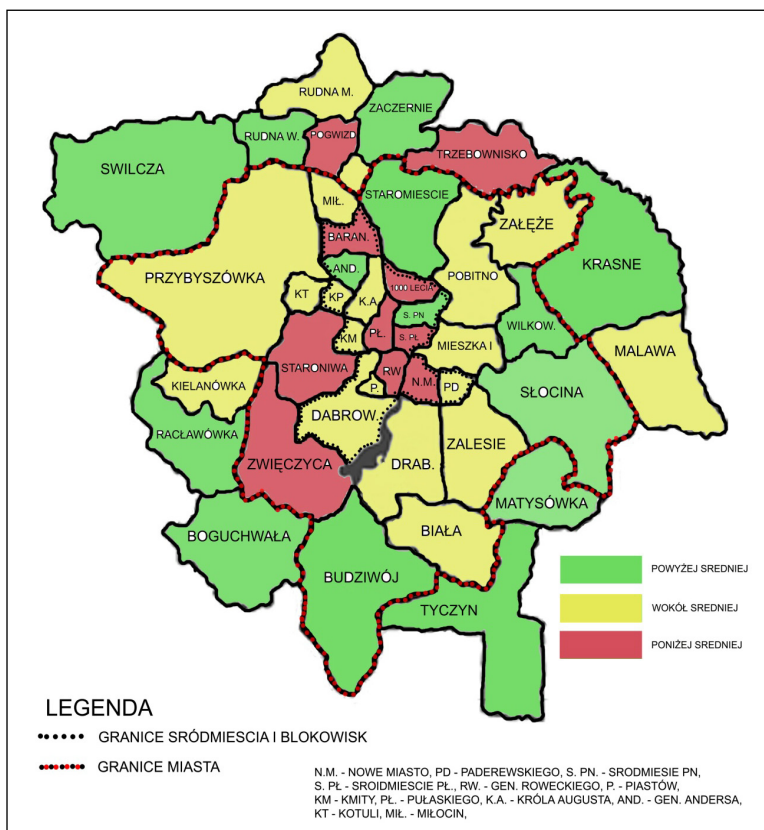 RUDNA M.
ZACZERNIE
RUDNA W.
POGWIZD
TRZEBOWNISKO
SWILCZA
STAROMIESCIE
MIŁ.
ZAŁĘŻE
BARAN.
KRASNE
AND.
POBITNO
PRZYBYSZÓWKA
KT
KP
K.A
1000 LECIA
S. PN
WILKOW.
KM
PŁ.
S. PŁ
MIESZKA I
MALAWA
STARONIWA
RW
KIELANÓWKA
P.
N.M.
PD
SŁOCINA
DABROW.
RACŁAWÓWKA
ZALESIE
ZWIĘCZYCA
DRAB.
MATYSÓWKA
BIAŁA
BOGUCHWAŁA
BUDZIWÓJ
TYCZYN
POWYŻEJ SREDNIEJ
WOKÓŁ SREDNIEJ
PONIŻEJ SREDNIEJ
LEGENDA
GRANICE SRÓDMIESCIA I BLOKOWISK
GRANICE MIASTA
N.M. - NOWE MIASTO, PD - PADEREWSKIEGO, S. PN. - SRODMIESIE PN,
S. PŁ - SROIDMIESCIE PŁ., RW. - GEN. ROWECKIEGO, P. - PIASTÓW,
KM - KMITY, PŁ. - PUŁASKIEGO, K.A. - KRÓLA AUGUSTA, AND. - GEN. ANDERSA,
KT - KOTULI, MIŁ. - MIŁOCIN,